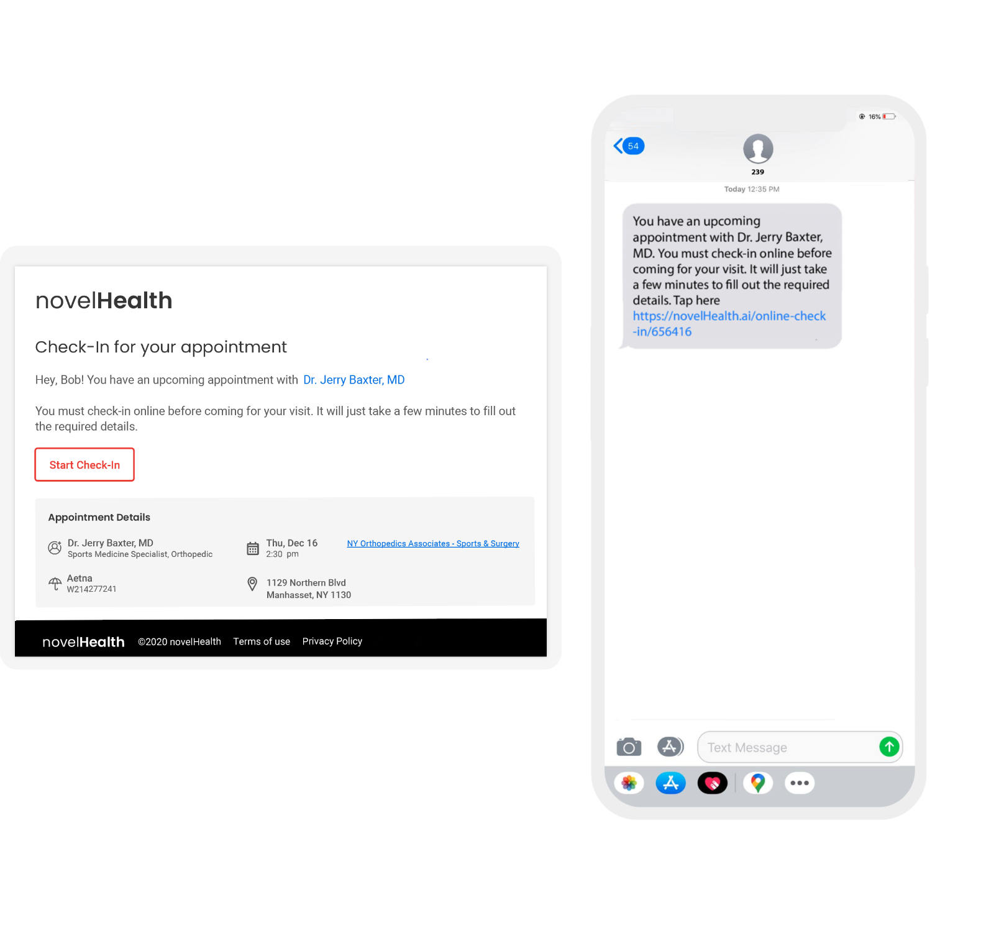 novelHealth
Check-In for your appointment
Hey, Bob! You have an upcoming appointment with Dr. Jerry Baxter, MD
You must check-in online before coming for your visit. It will just take a few minutes to fill out
the required details.
Start Check-In
Appointment Details
Dr. Jerry Baxter, MD
Sports Medicine Specialist, Orthopedic
Thu, Dec 16
2:30 pm
NY Orthopedics Associates - Sports & Surgery
Aetna
W214277241
1129 Northern Blvd
Manhasset, NY 1130
novelHealth ©2020 novelHealth Terms of use Privacy Policy
16%
54
239
Today 12:35 PM
You have an upcoming
appointment with Dr. Jerry Baxter,
MD. You must check-in online before
coming for your visit. It will just take
a few minutes to fill out the required
details. Tap here
https://novelHealth.ai/online-check
-in/656416
Text Message